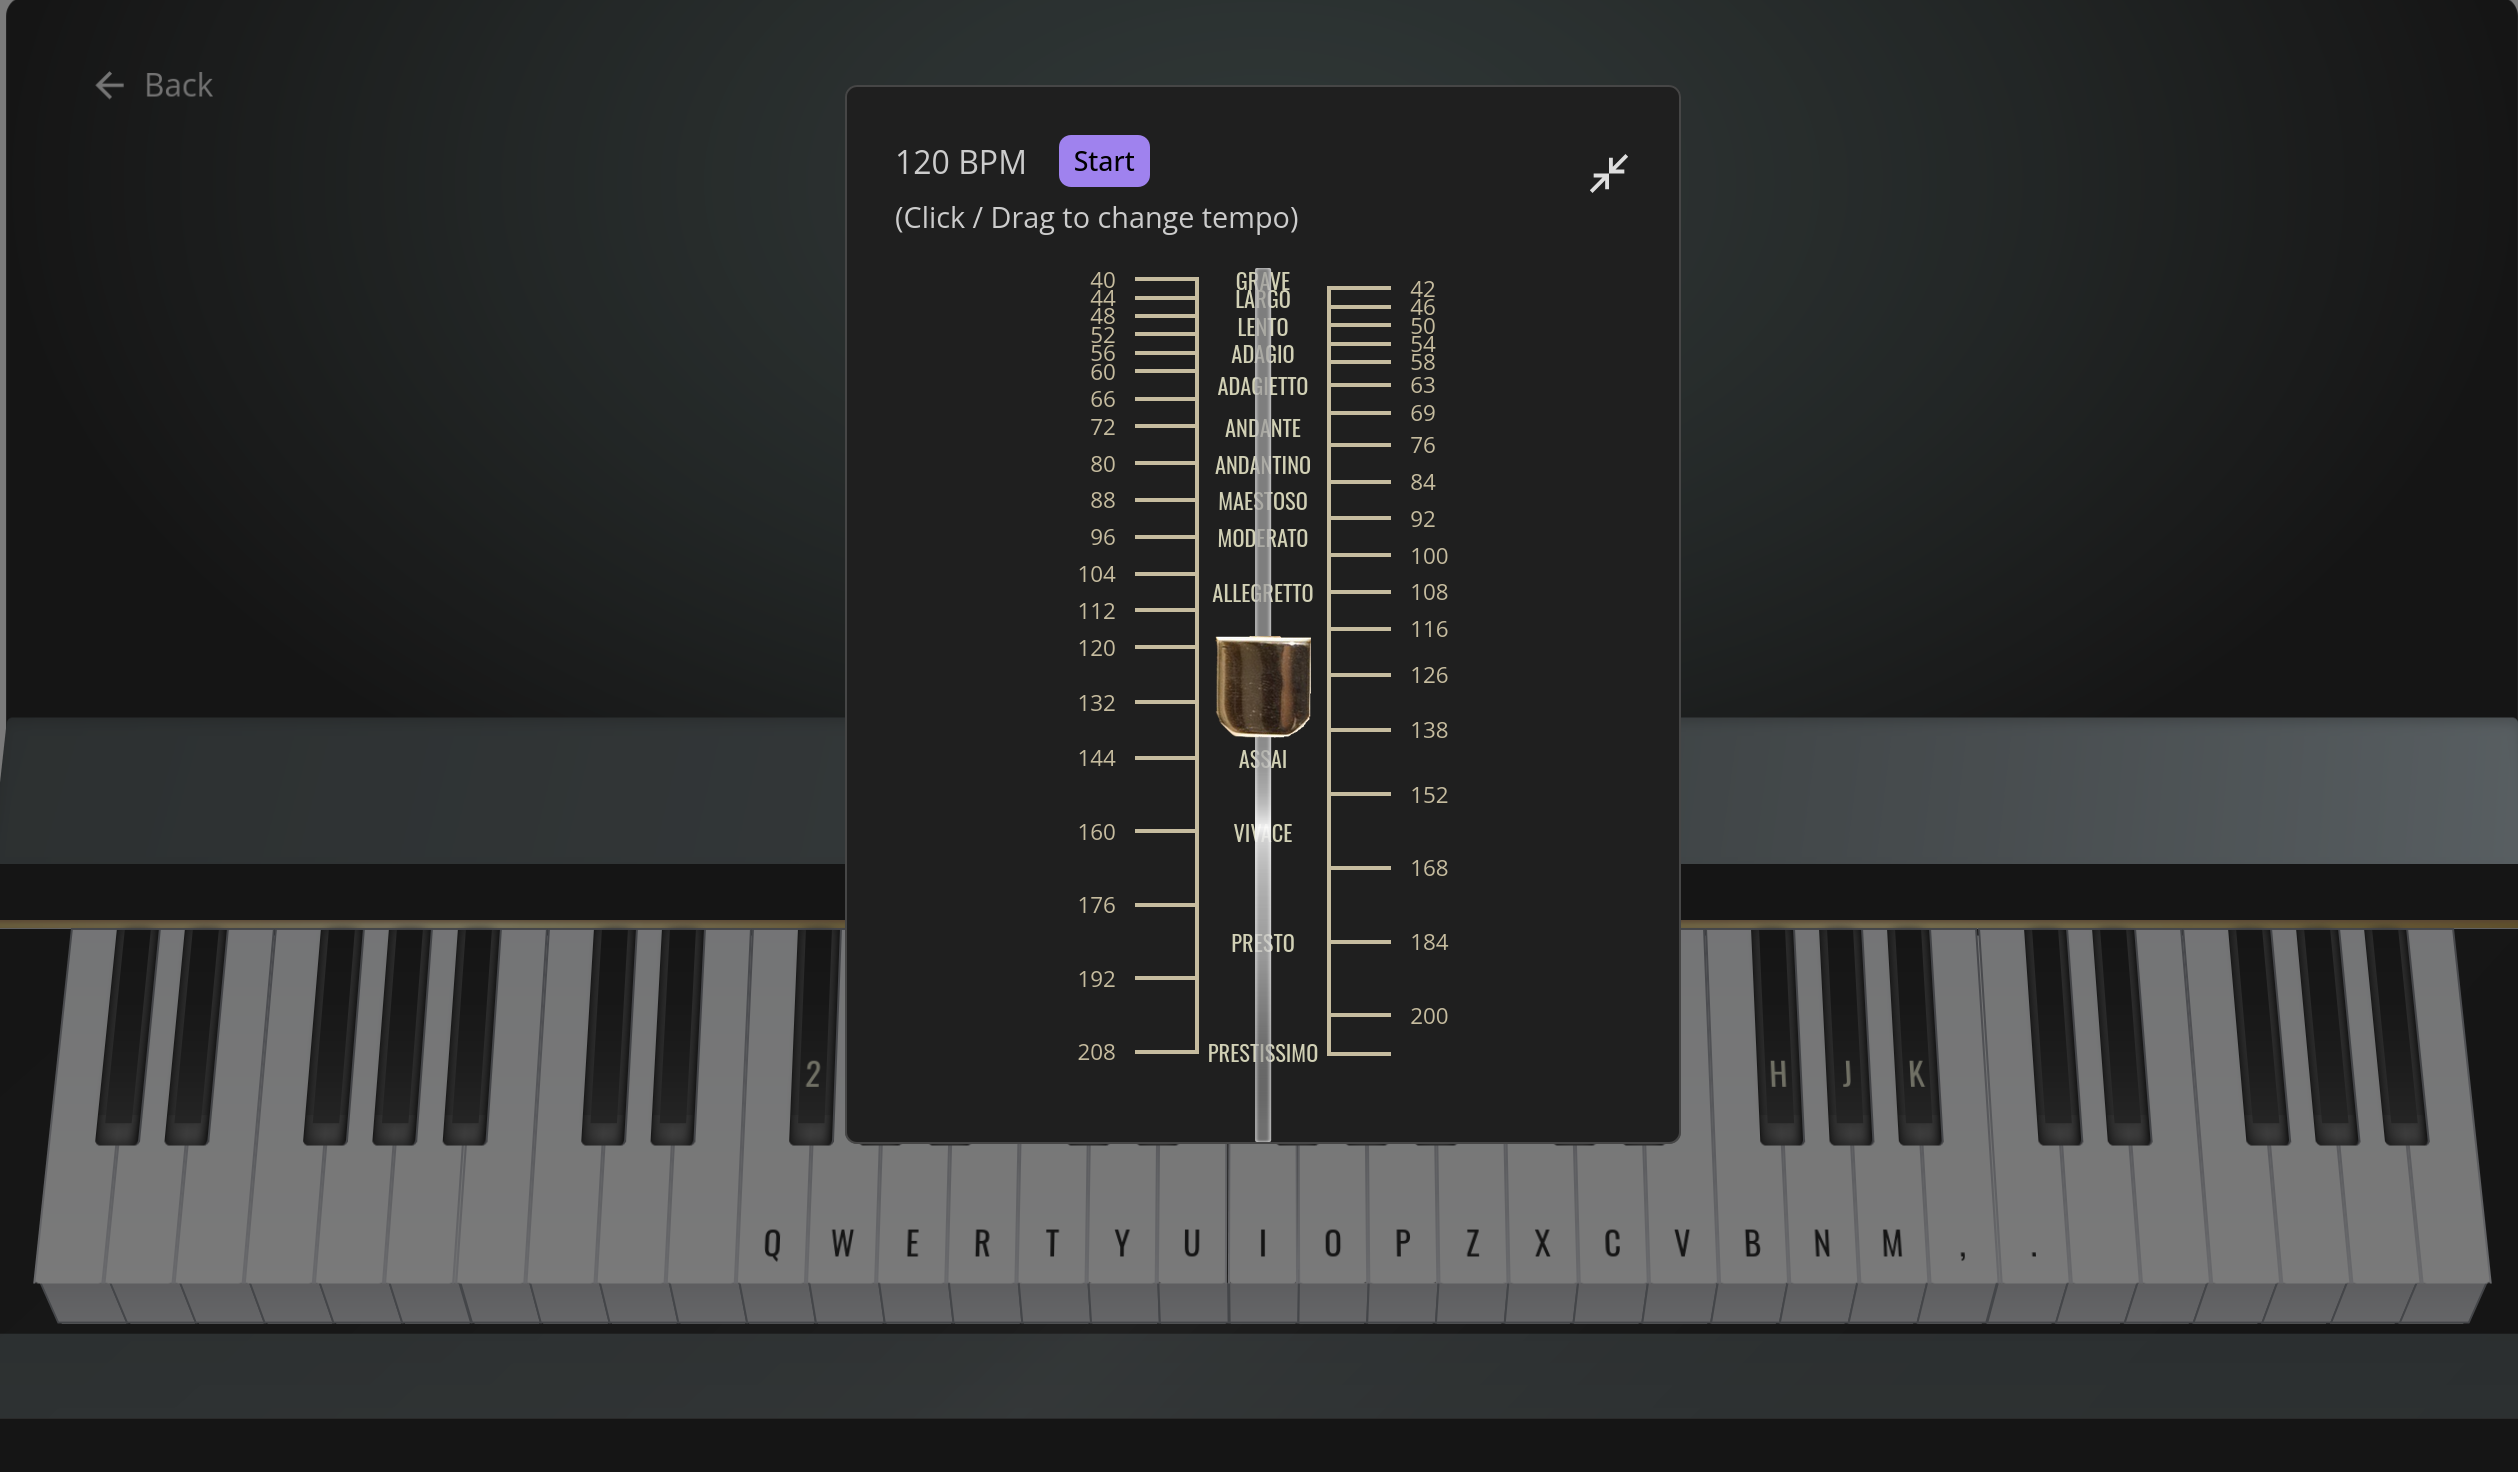 Back
120 BPM Start
(Click / Drag to change tempo)
40 GRAVE
42
44 LARGO
46
48
50
LENTO
52
54
56 ADAGIO
58
60
63
ADAGIETTO
66
69
72 ANDANTE
76
80 ANDANTINO
84
88 MAESTOSO
92
96 MODERATO
100
104
108
ALLEGRETTO
112
116
120
126
132
138
144 ASSAI
152
160 VIVACE
168
176
PRESTO 184
192
200
208 PRESTISSIMO
2 H J K
Q W E R T Y U I O P Z X C V B N M , .